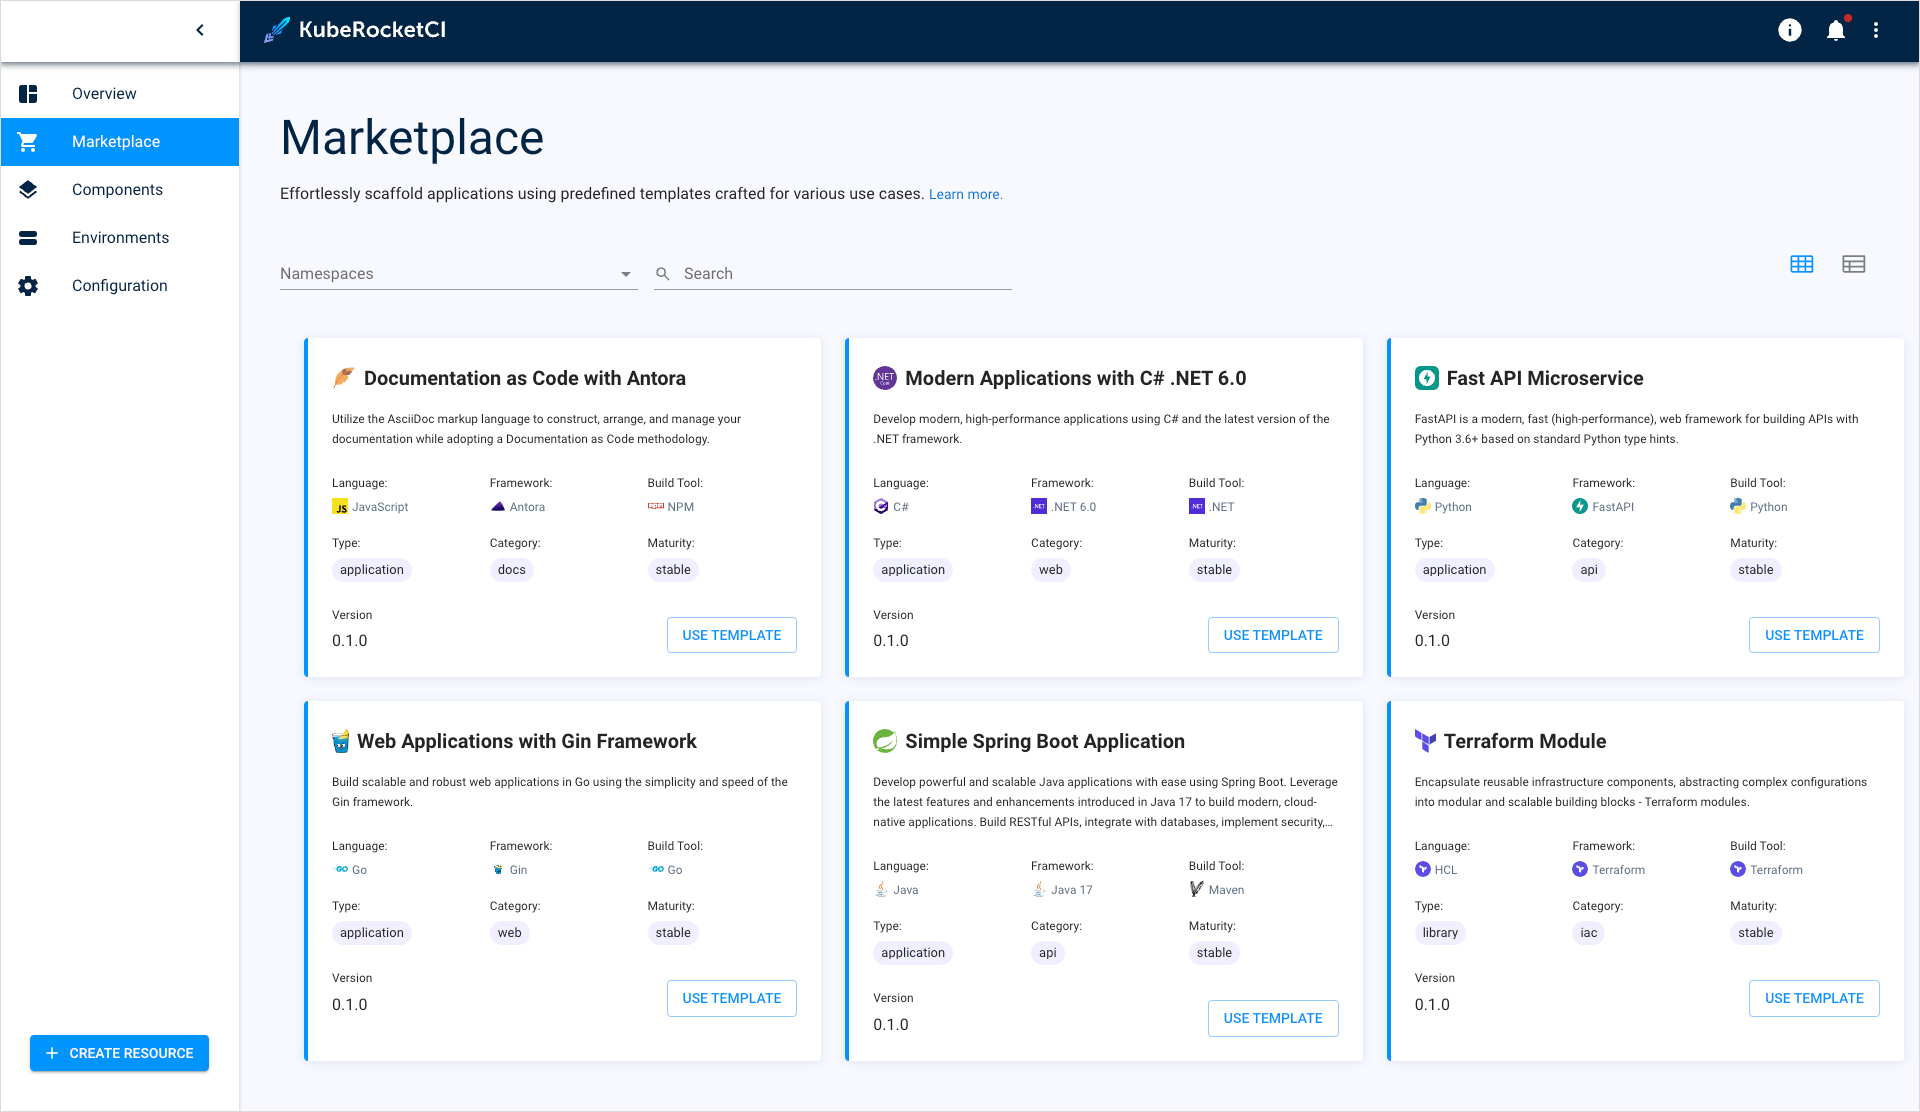 KubeRocketCI
Overview
Marketplace
Components
Environments
Configuration
CREATE RESOURCE
Marketplace
Effortlessly scaffold applications using predefined templates crafted for various use cases. Learn more.
Namespaces
Search
Documentation as Code with Antora
Utilize the AsciiDoc markup language to construct, arrange, and manage your
documentation while adopting a Documentation as Code methodology.
Language: Framework: Build Tool:
JS JavaScript Antora NPM
Type: Category: Maturity:
application docs stable
Version
0.1.0
USE TEMPLATE
.NET Core Modern Applications with C# .NET 6.0
Develop modern, high-performance applications using C# and the latest version of the
.NET framework.
Language: Framework: Build Tool:
C# .NET .NET 6.0 .NET .NET
Type: Category: Maturity:
application web stable
Version
0.1.0
USE TEMPLATE
Fast API Microservice
FastAPI is a modern, fast (high-performance), web framework for building APIs with
Python 3.6+ based on standard Python type hints.
Language: Framework: Build Tool:
Python FastAPI Python
Type: Category: Maturity:
application api stable
Version
0.1.0
USE TEMPLATE
Web Applications with Gin Framework
Build scalable and robust web applications in Go using the simplicity and speed of the
Gin framework.
Language: Framework: Build Tool:
GO Go Gin GO Go
Type: Category: Maturity:
application web stable
Version
0.1.0
USE TEMPLATE
Simple Spring Boot Application
Develop powerful and scalable Java applications with ease using Spring Boot. Leverage
the latest features and enhancements introduced in Java 17 to build modern, cloud-
native applications. Build RESTful APIs, integrate with databases, implement security,...
Language: Framework: Build Tool:
Java Java 17 Maven
Type: Category: Maturity:
application api stable
Version
0.1.0
USE TEMPLATE
Terraform Module
Encapsulate reusable infrastructure components, abstracting complex configurations
into modular and scalable building blocks - Terraform modules.
Language: Framework: Build Tool:
HCL Terraform Terraform
Type: Category: Maturity:
library iac stable
Version
0.1.0
USE TEMPLATE